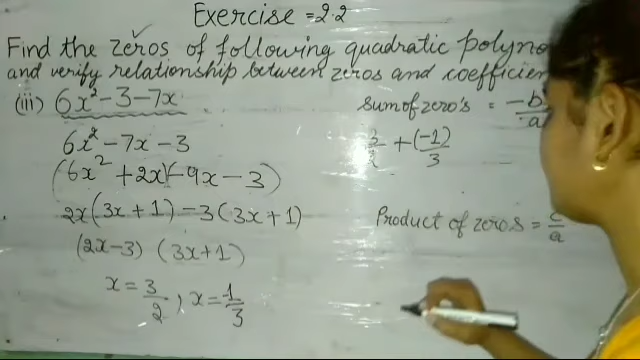 Exercise = 2.2
Find the zeros of following quadratic
and verify relationship between zeros and
(iii) 6x² - 3 - 7x
6x² - 7x - 3
(6x² + 2x)(-9x - 3)
2x(3x + 1) - 3(3x + 1)
(2x - 3) (3x + 1)
x = 3/2, x = -1/3
sum of zero's = -b/a
3/2 + (-1)/3
Product of zeros = c/a